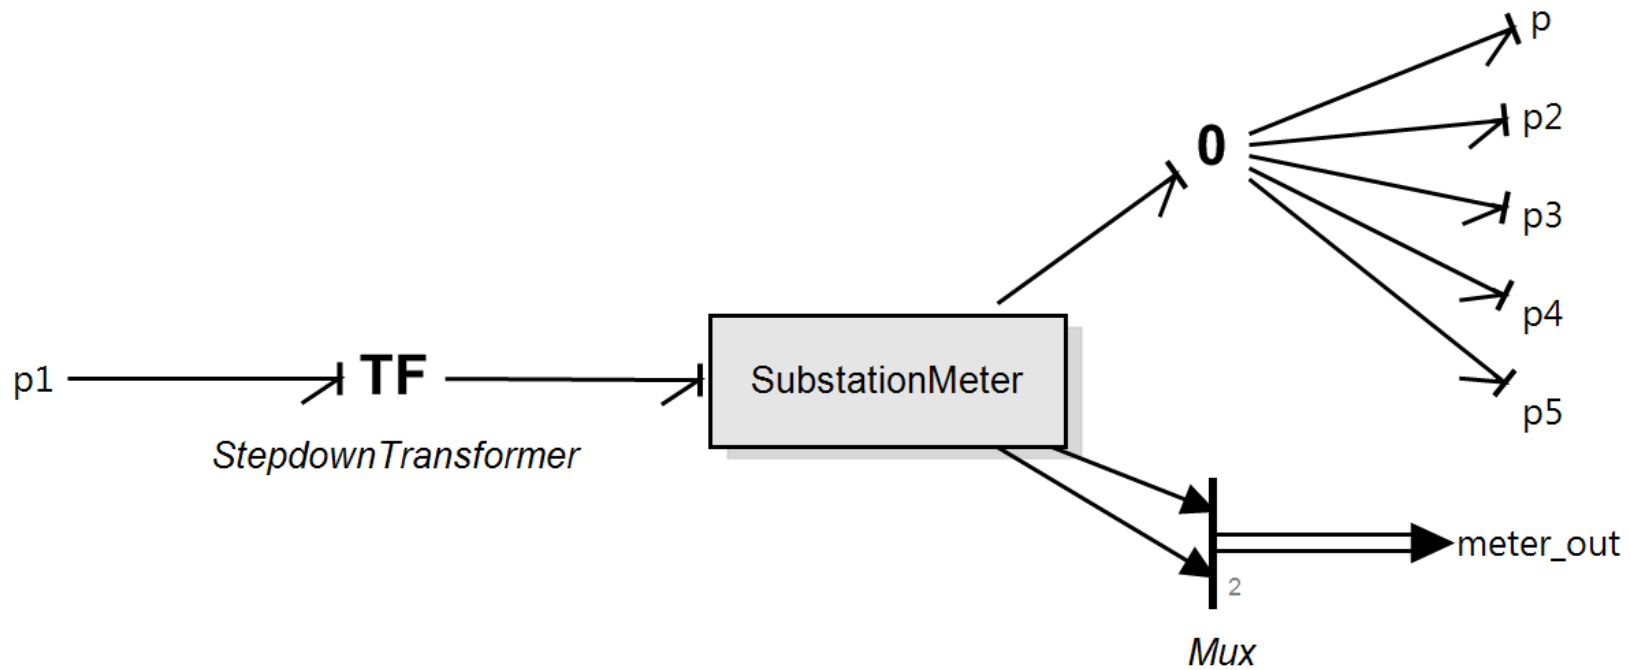 p
0
p2
p3
p4
p5
p1
TF
StepdownTransformer
SubstationMeter
meter_out
2
Mux